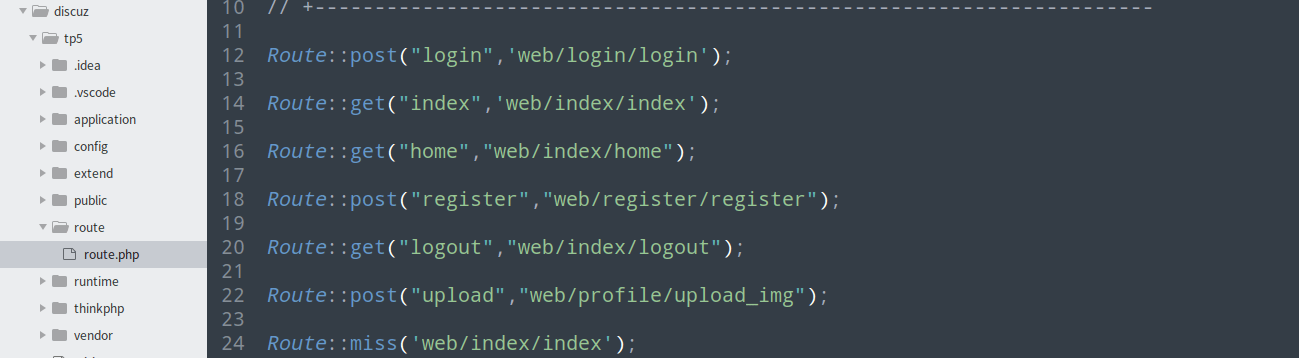 discuz
tp5
.idea
.vscode
application
config
extend
public
route
route.php
runtime
thinkphp
vendor
10 // +----------------------------------------------------------------------
11
12 Route::post("login",'web/login/login');
13
14 Route::get("index",'web/index/index');
15
16 Route::get("home","web/index/home");
17
18 Route::post("register","web/register/register");
19
20 Route::get("logout","web/index/logout");
21
22 Route::post("upload","web/profile/upload_img");
23
24 Route::miss('web/index/index');